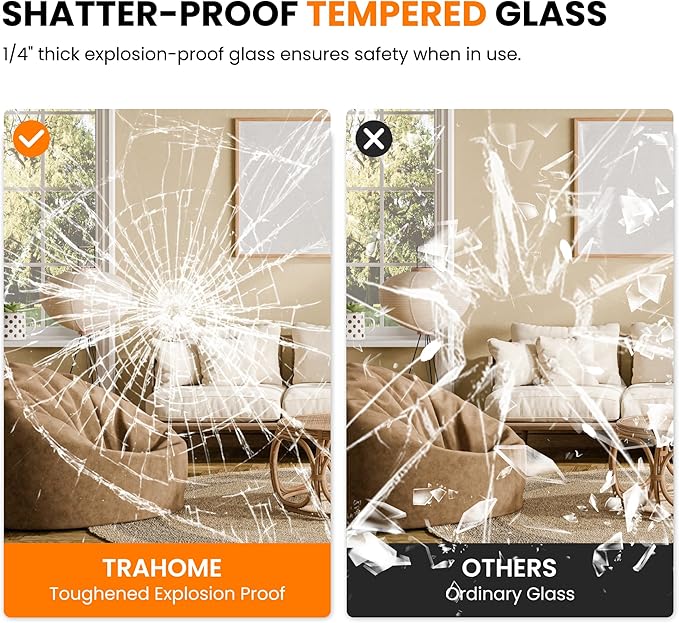 SHATTER-PROOF TEMPERED GLASS
1/4" thick explosion-proof glass ensures safety when in use.
TRAHOME
Toughened Explosion Proof
OTHERS
Ordinary Glass